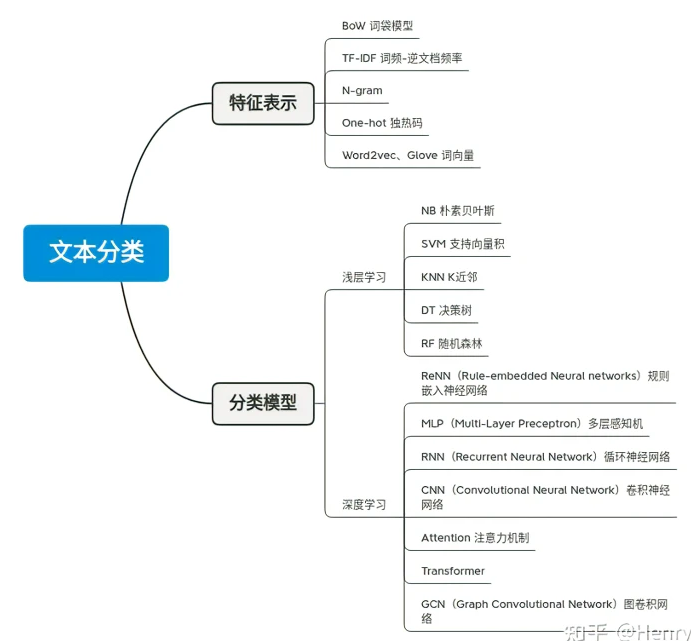 BoW 词袋模型
TF-IDF 词频-逆文档频率
特征表示
N-gram
One-hot 独热码
Word2vec、Glove 词向量
文本分类
NB 朴素贝叶斯
SVM 支持向量积
浅层学习
KNN K近邻
DT 决策树
RF 随机森林
分类模型
ReNN（Rule-embedded Neural networks）规则
嵌入神经网络
MLP（Multi-Layer Preceptron）多层感知机
RNN（Recurrent Neural Network）循环神经网络
CNN（Convolutional Neural Network）卷积神经
网络
深度学习
Attention 注意力机制
Transformer
GCN（Graph Convolutional Network）图卷积网
络
知乎 @Henry